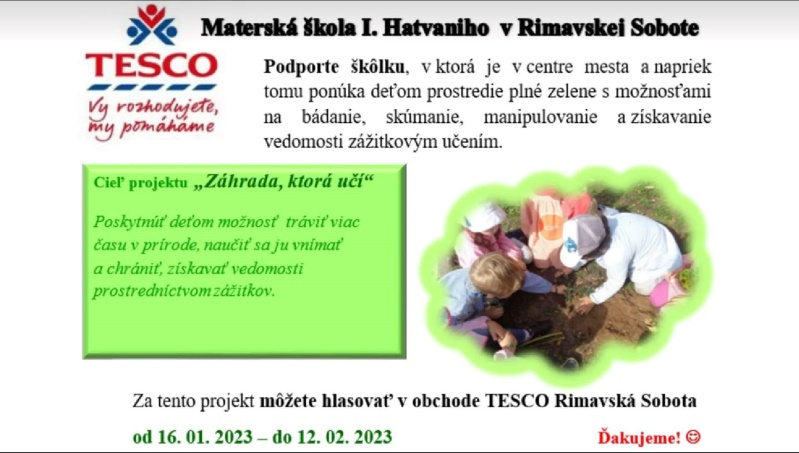 Materská škola I. Hatvaniho v Rimavskej Sobote
TESCO
Vy rozhodujete,
my pomáháme
Podporte škôlku, v ktorá je v centre mesta a napriek
tomu ponúka deťom prostredie plné zelene s možnosťami
na bádanie, skúmanie, manipulovanie a získavanie
vedomosti zážitkovým učením.
Cieľ projektu „Záhrada, ktorá učí“
Poskytnúť deťom možnosť tráviť viac
času v prírode, naučiť sa ju vnímať
a chrániť, získavať vedomosti
prostredníctvom zážitkov.
Za tento projekt môžete hlasovať v obchode TESCO Rimavská Sobota
od 16. 01. 2023 – do 12. 02. 2023
Ďakujeme! ☺